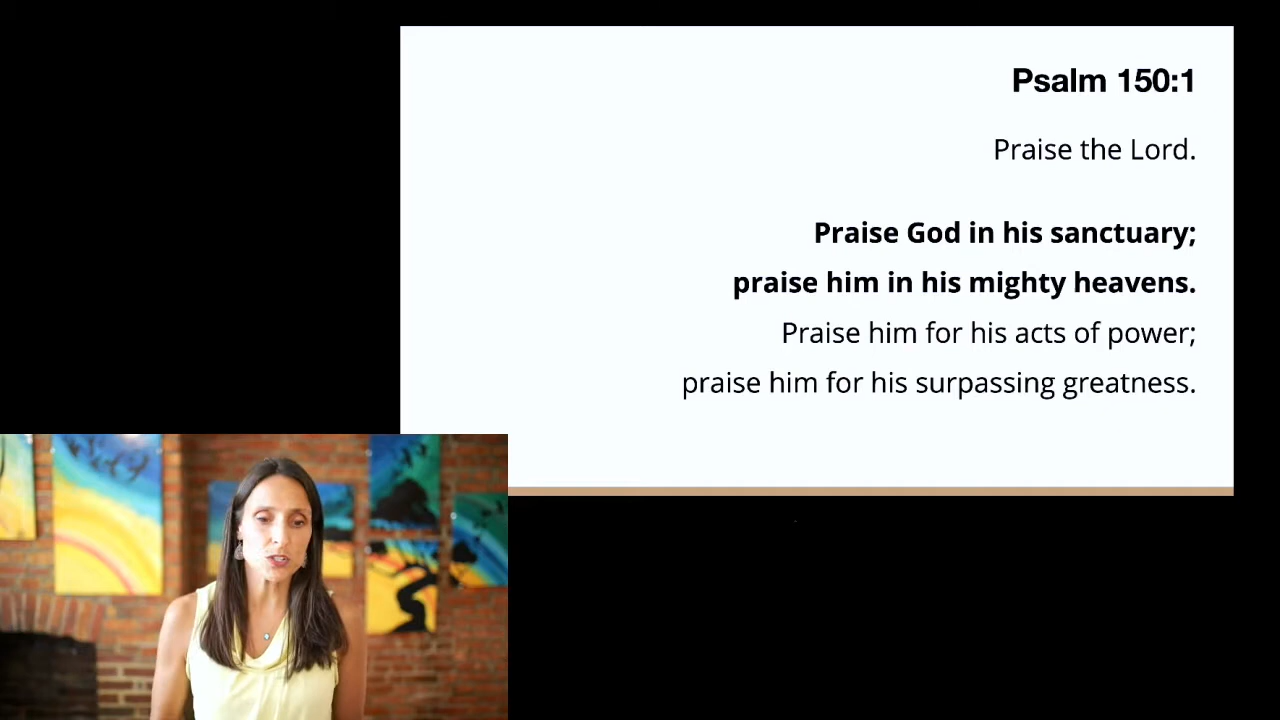 Psalm 150:1
Praise the Lord.
Praise God in his sanctuary;
praise him in his mighty heavens.
Praise him for his acts of power;
praise him for his surpassing greatness.